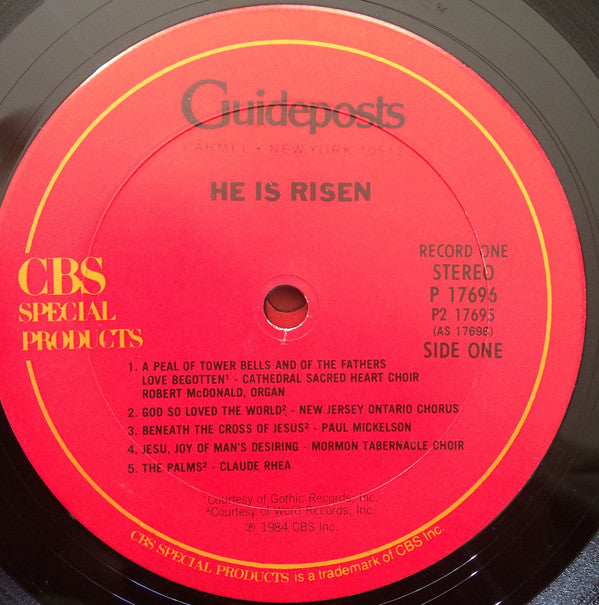 Guideposts
CARMEL • NEW YORK 10512
HE IS RISEN
CBS
SPECIAL
PRODUCTS
RECORD ONE
STEREO
P 17696
P2 17695
(AS 17696)
SIDE ONE
1. A PEAL OF TOWER BELLS AND OF THE FATHERS
LOVE BEGOTTEN¹ - CATHEDRAL SACRED HEART CHOIR
ROBERT McDONALD, ORGAN
2. GOD SO LOVED THE WORLD² - NEW JERSEY ONTARIO CHORUS
3. BENEATH THE CROSS OF JESUS² - PAUL MICKELSON
4. JESU, JOY OF MAN'S DESIRING - MORMON TABERNACLE CHOIR
5. THE PALMS² - CLAUDE RHEA
¹Courtesy of Gothic Records, Inc.
²Courtesy of Word Records, Inc.
℗ 1984 CBS Inc.
CBS SPECIAL PRODUCTS is a trademark of CBS Inc.